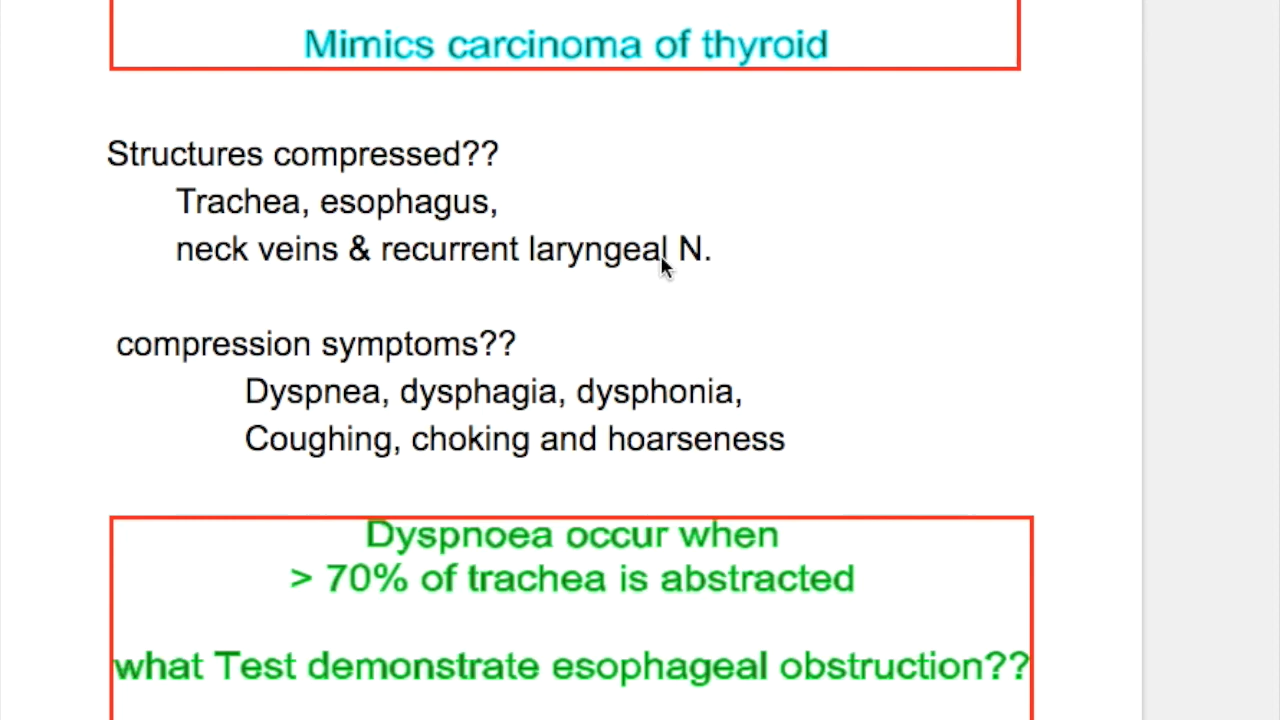 Mimics carcinoma of thyroid
Structures compressed??
Trachea, esophagus,
neck veins & recurrent laryngeal N.
compression symptoms??
Dyspnea, dysphagia, dysphonia,
Coughing, choking and hoarseness
Dyspnoea occur when
> 70% of trachea is abstracted
what Test demonstrate esophageal obstruction??